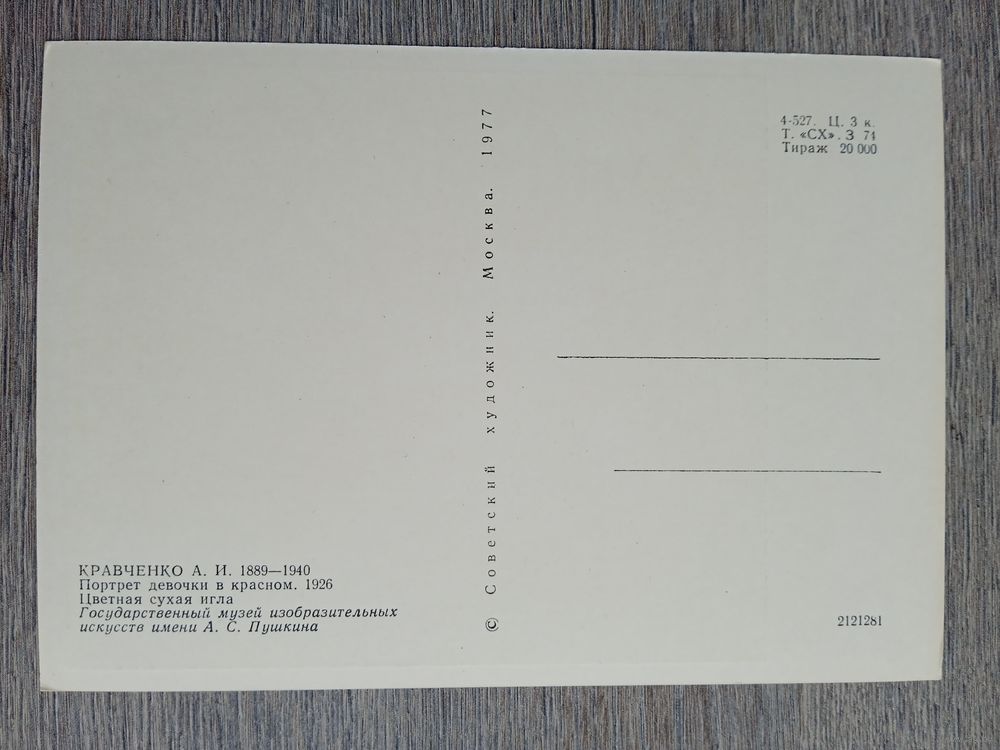 КРАВЧЕНКО А. И. 1889—1940
Портрет девочки в красном. 1926
Цветная сухая игла
Государственный музей изобразительных
искусств имени А. С. Пушкина
© Советский художник. Москва. 1977
4-527. Ц. 3 к.
Т. «СХ». З 74
Тираж 20 000
2121281